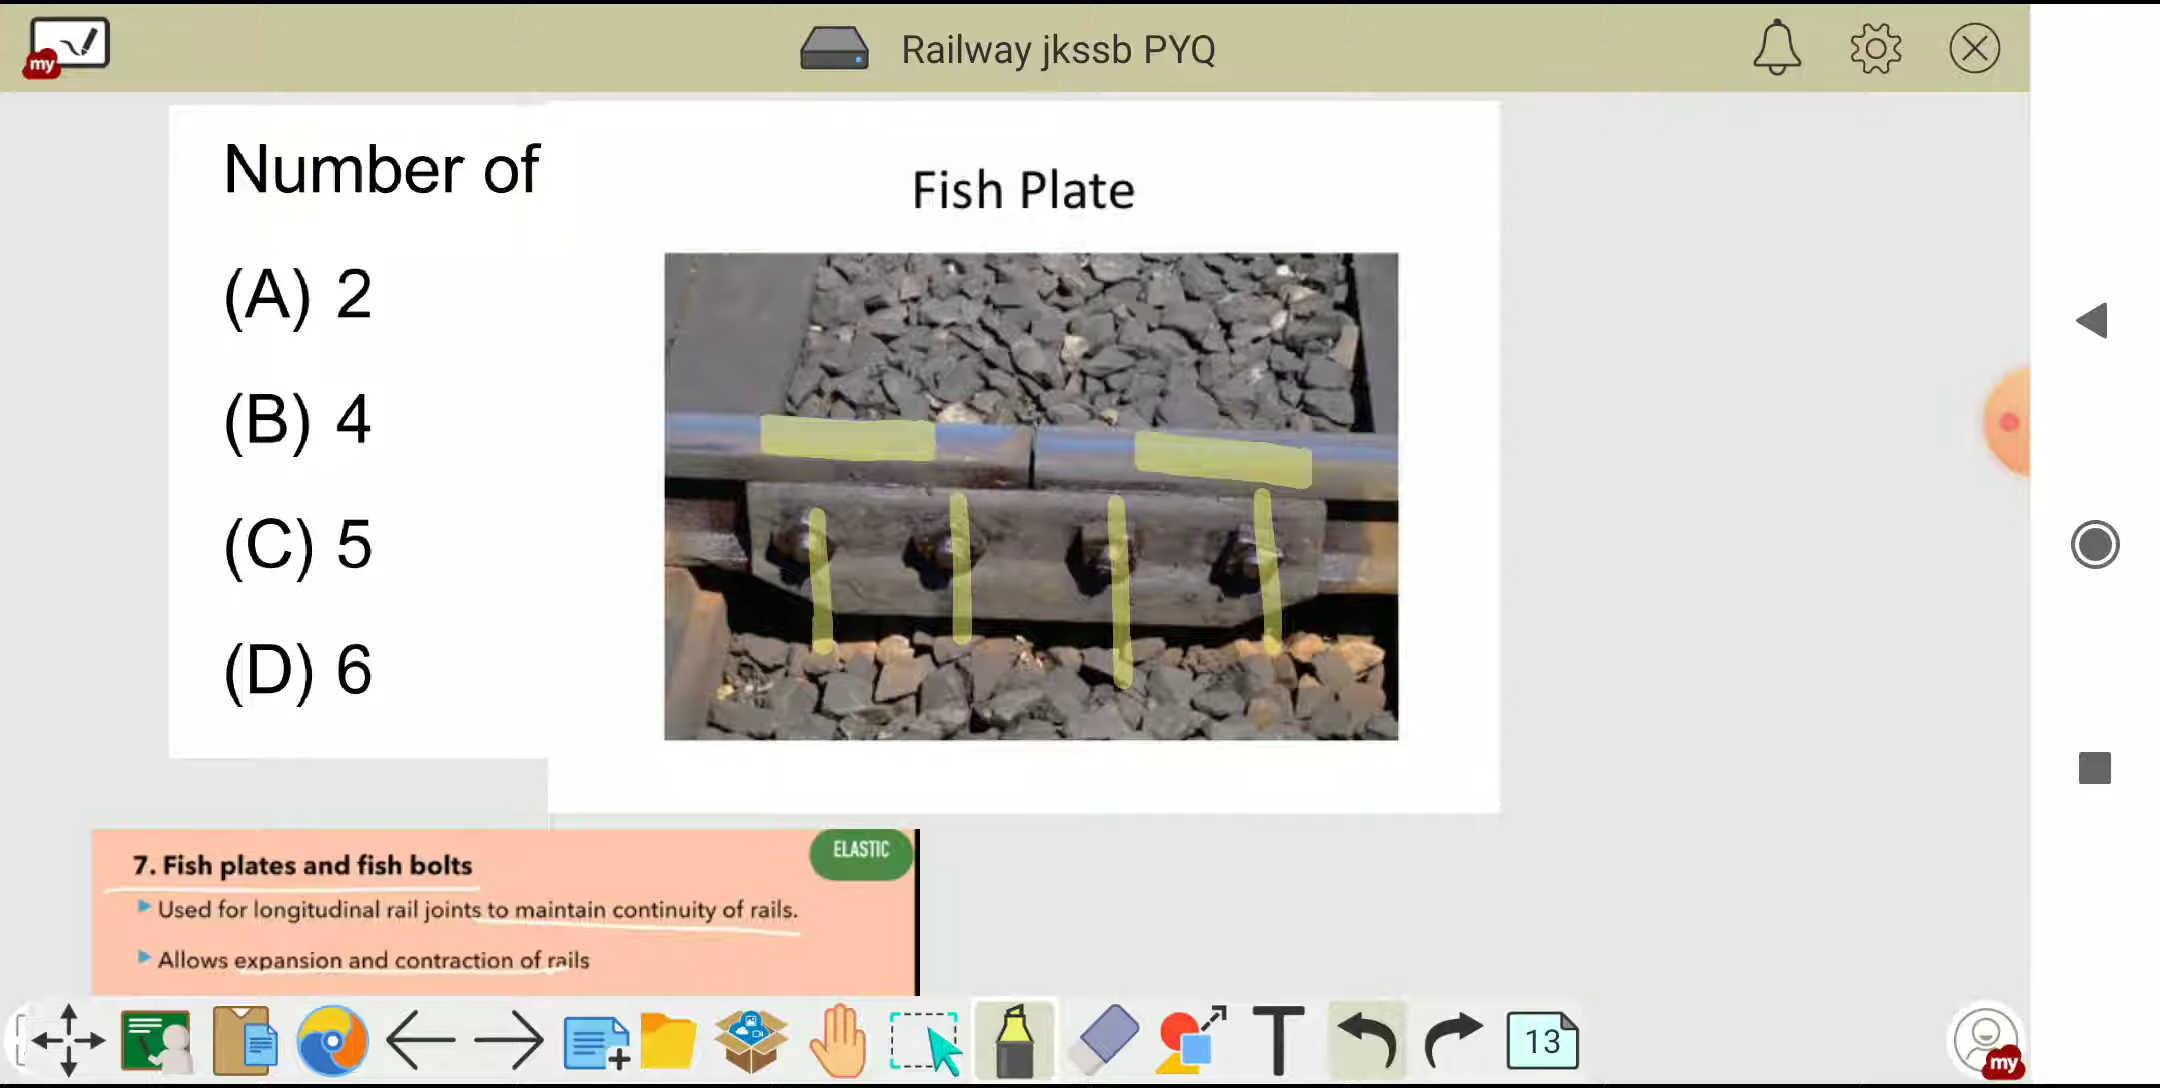 my
Railway jkssb PYQ
Number of
(A) 2
(B) 4
(C) 5
(D) 6
Fish Plate
7. Fish plates and fish bolts
ELASTIC
Used for longitudinal rail joints to maintain continuity of rails.
Allows expansion and contraction of rails
T
13
my